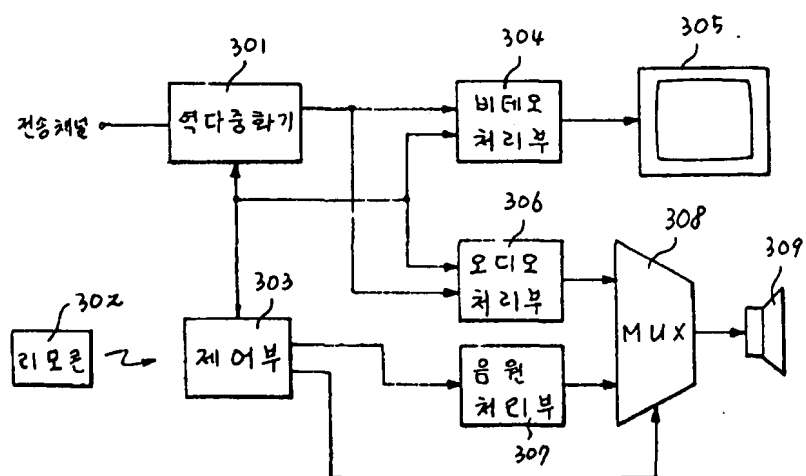 301
역다중화기
전송채널
304
비데오
처리부
305
306
오디오
처리부
308
MUX
309
302
리모콘
303
제어부
음원
처리부
307